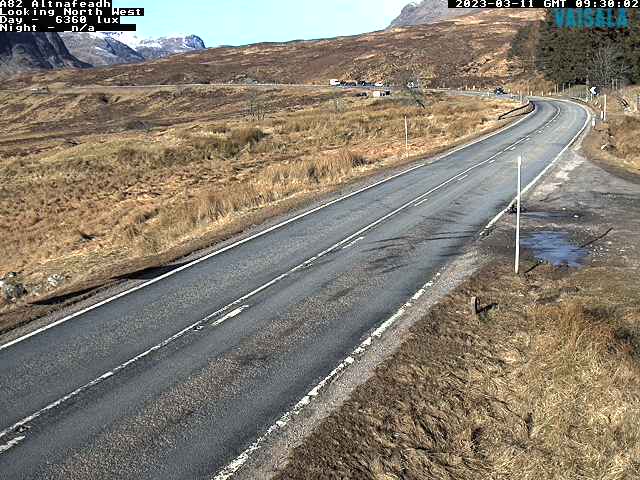 A82 Altnafeadh
Looking North West
Day - 6360 lux
Night - n/a
2023-03-11 GMT 09:30:02
VAISALA